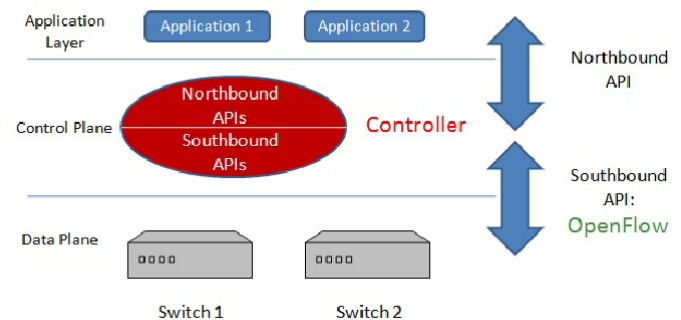 Application
Layer
Application 1
Application 2
Northbound
API
Control Plane
Northbound
APIs
Southbound
APIs
Controller
Southbound
API:
OpenFlow
Data Plane
Switch 1
Switch 2